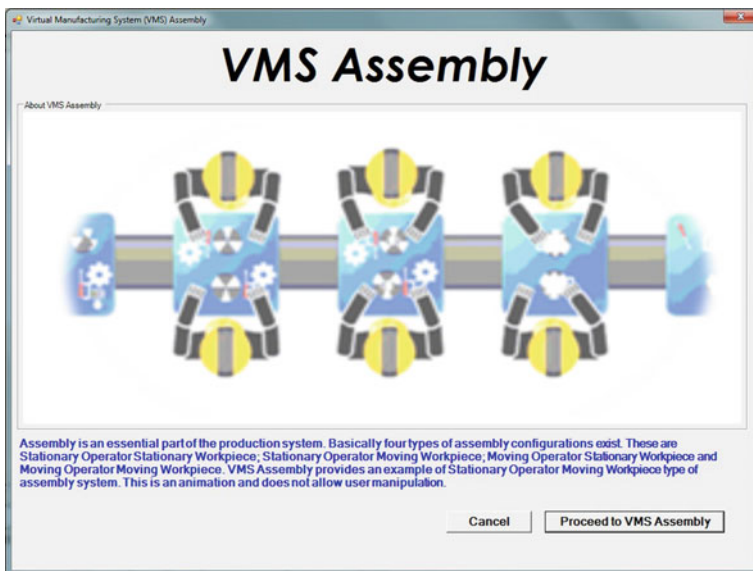 Virtual Manufacturing System (VMS) Assembly
VMS Assembly
About VMS Assembly
Assembly is an essential part of the production system. Basically four types of assembly configurations exist. These are
Stationary Operator Stationary Workpiece; Stationary Operator Moving Workpiece; Moving Operator Stationary Workpiece and
Moving Operator Moving Workpiece. VMS Assembly provides an example of Stationary Operator Moving Workpiece type of
assembly system. This is an animation and does not allow user manipulation.
Cancel
Proceed to VMS Assembly